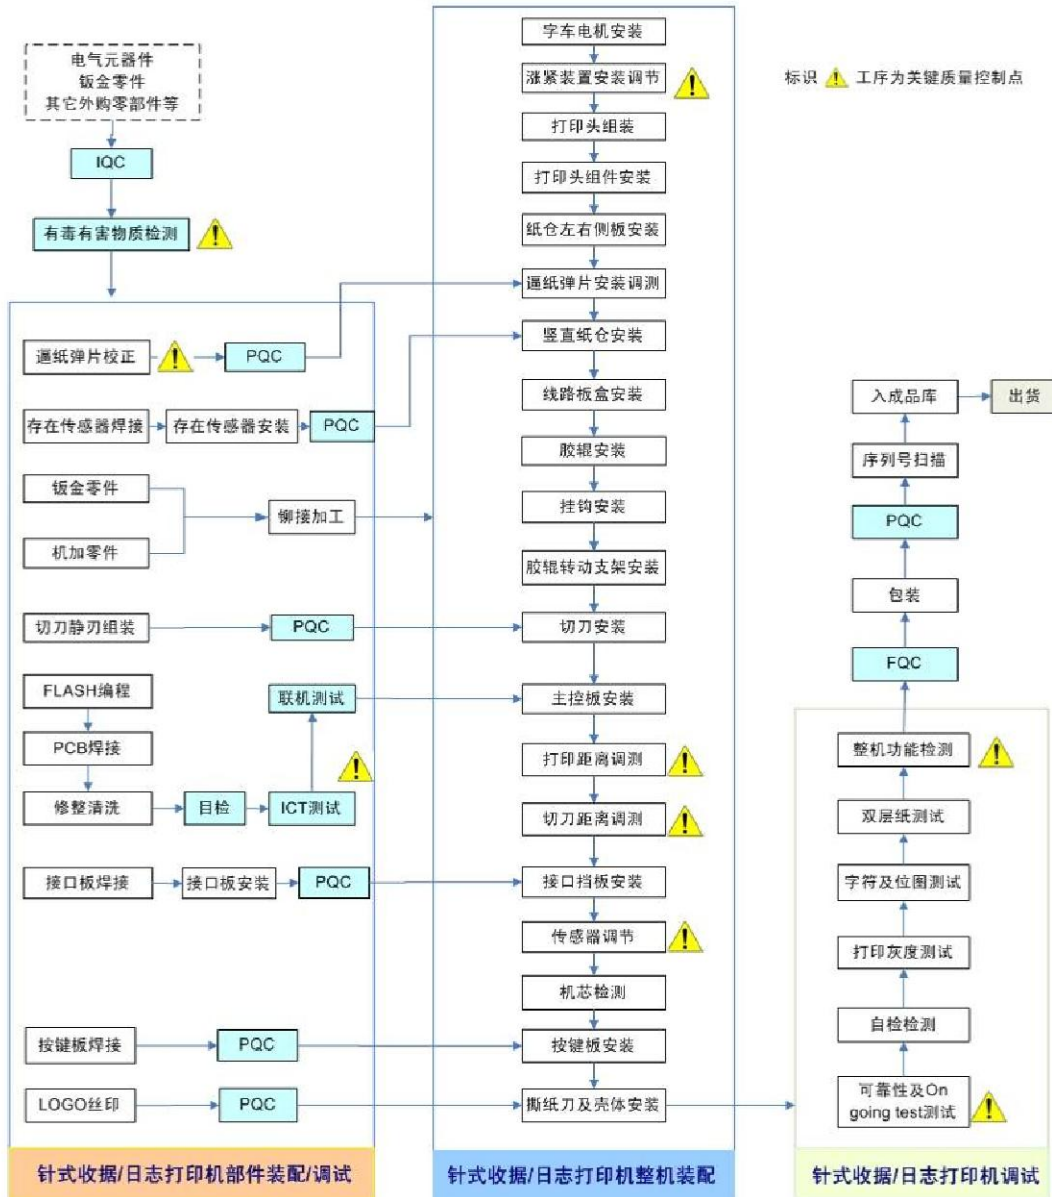 电气元器件
钣金零件
其它外购零部件等
IQC
有毒有害物质检测
逼纸弹片校正
PQC
存在传感器焊接
存在传感器安装
PQC
钣金零件
机加零件
铆接加工
切刀静刃组装
PQC
FLASH编程
PCB焊接
修整清洗
目检
ICT测试
联机测试
接口板焊接
接口板安装
PQC
按键板焊接
PQC
LOGO丝印
PQC
针式收据/日志打印机部件装配/调试
字车电机安装
涨紧装置安装调节
打印头组装
打印头组件安装
纸仓左右侧板安装
逼纸弹片安装调测
竖直纸仓安装
线路板盒安装
胶辊安装
挂钩安装
胶辊转动支架安装
切刀安装
主控板安装
打印距离调测
切刀距离调测
接口挡板安装
传感器调节
机芯检测
按键板安装
撕纸刀及壳体安装
针式收据/日志打印机整机装配
标识
工序为关键质量控制点
入成品库
出货
序列号扫描
PQC
包装
FQC
整机功能检测
双层纸测试
字符及位图测试
打印灰度测试
自检检测
可靠性及On
going test测试
针式收据/日志打印机调试